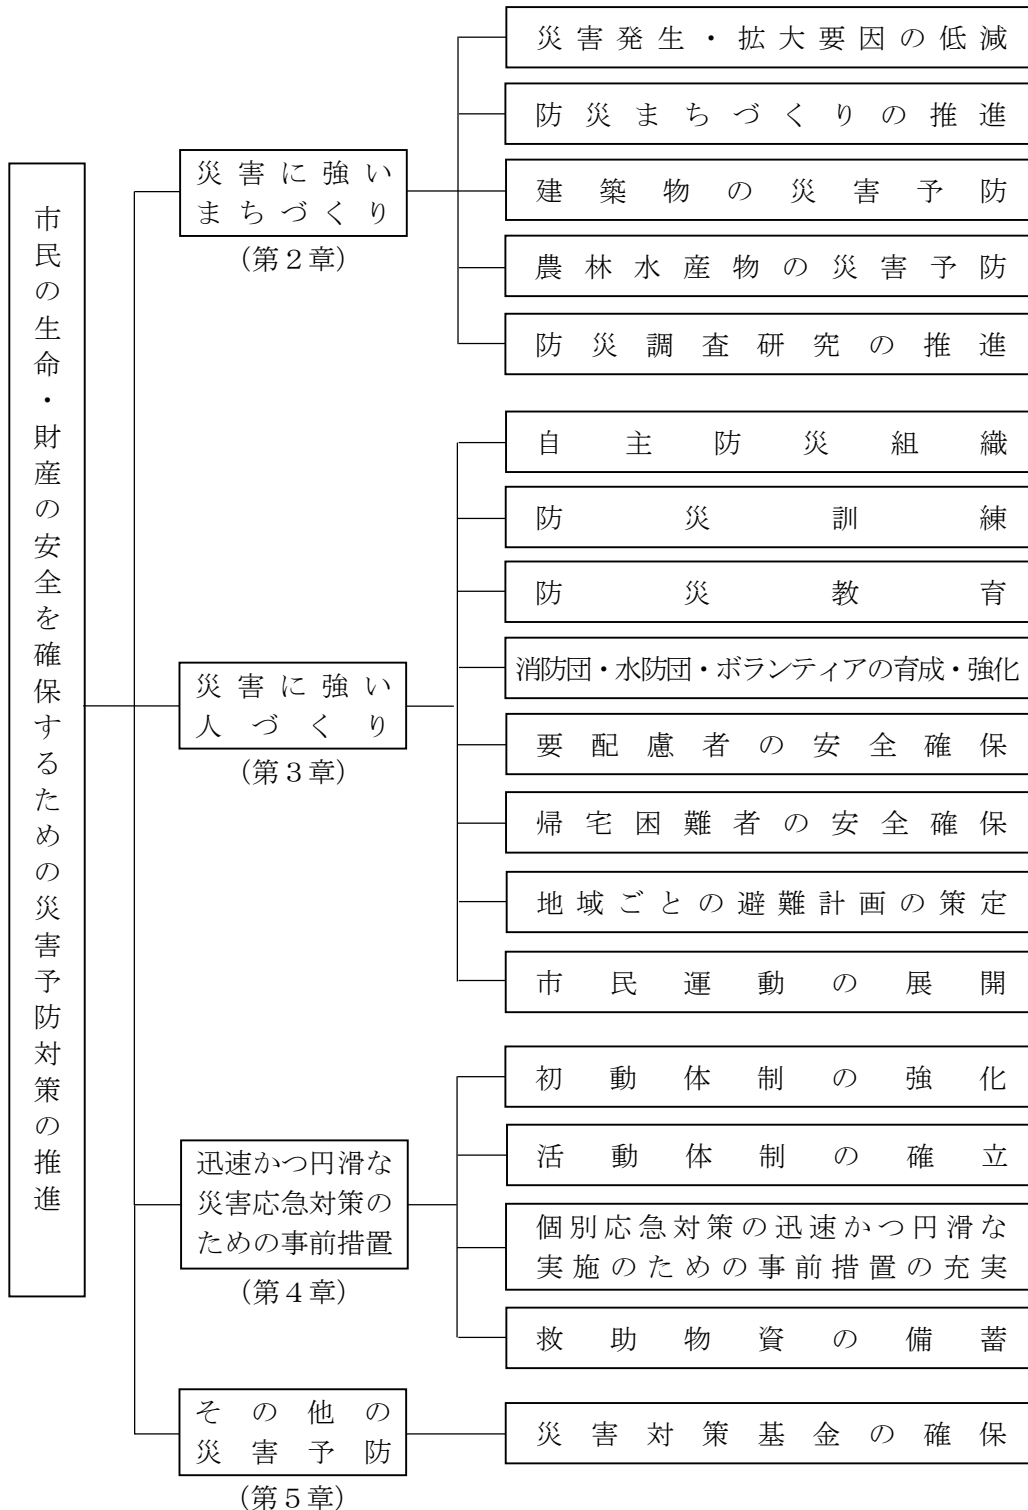 市民の生命・財産の安全を確保するための災害予防対策の推進
災害に強い
まちづくり
（第２章）
災害発生・拡大要因の低減
防災まちづくりの推進
建築物の災害予防
農林水産物の災害予防
防災調査研究の推進
災害に強い
人づくり
（第３章）
自主防災組織
防災訓練
防災教育
消防団・水防団・ボランティアの育成・強化
要配慮者の安全確保
帰宅困難者の安全確保
地域ごとの避難計画の策定
市民運動の展開
迅速かつ円滑な
災害応急対策の
ための事前措置
（第４章）
初動体制の強化
活動体制の確立
個別応急対策の迅速かつ円滑な
実施のための事前措置の充実
救助物資の備蓄
その他の
災害予防
（第５章）
災害対策基金の確保